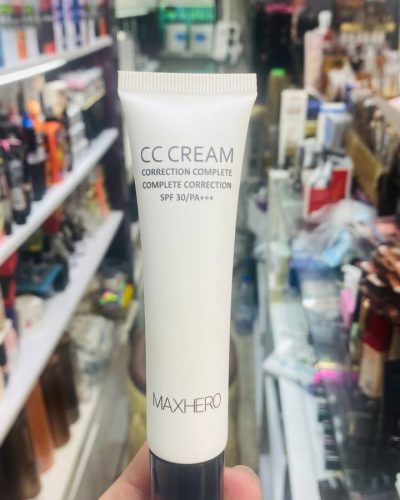 CC CREAM
CORRECTION COMPLETE
COMPLETE CORRECTION
SPF 30/PA+++
MAXHERO